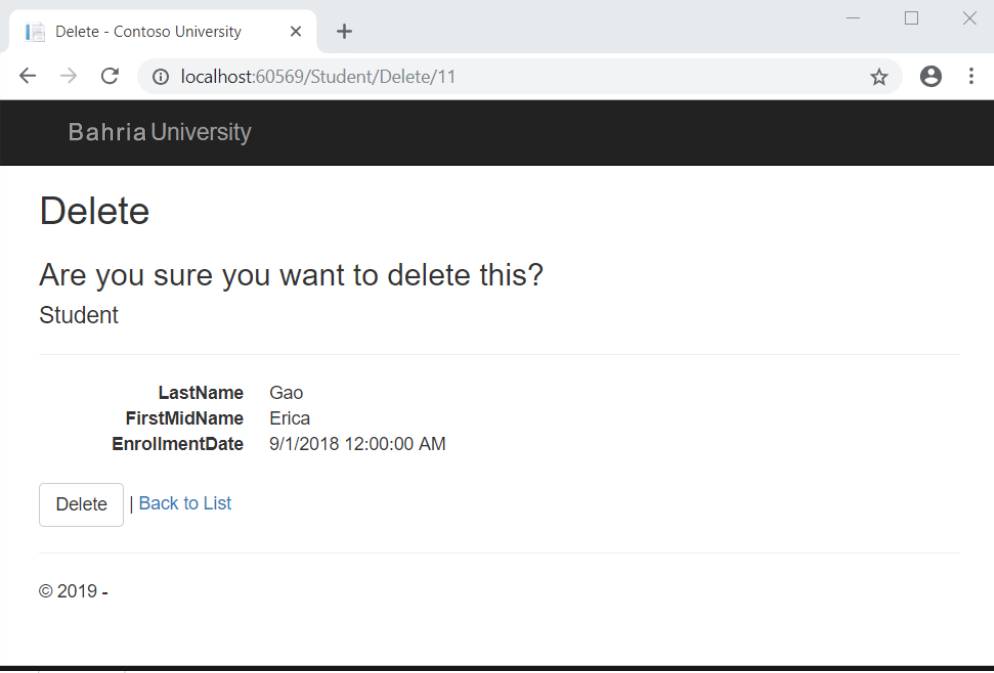 Delete - Contoso University
localhost:60569/Student/Delete/11
Bahria University
Delete
Are you sure you want to delete this?
Student
LastName Gao
FirstMidName Erica
EnrollmentDate 9/1/2018 12:00:00 AM
Delete | Back to List
© 2019 -